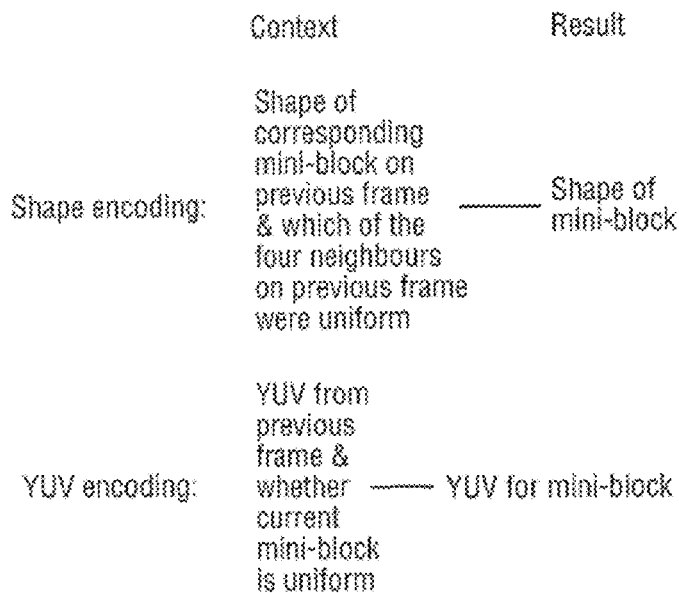 Context Result
Shape of
corresponding
mini-block on
previous frame
Shape encoding: & which of the Shape of
four neighbours mini-block
on previous frame
were uniform
YUV from
previous
frame &
YUV encoding: whether YUV for mini-block
current
mini-block
is uniform